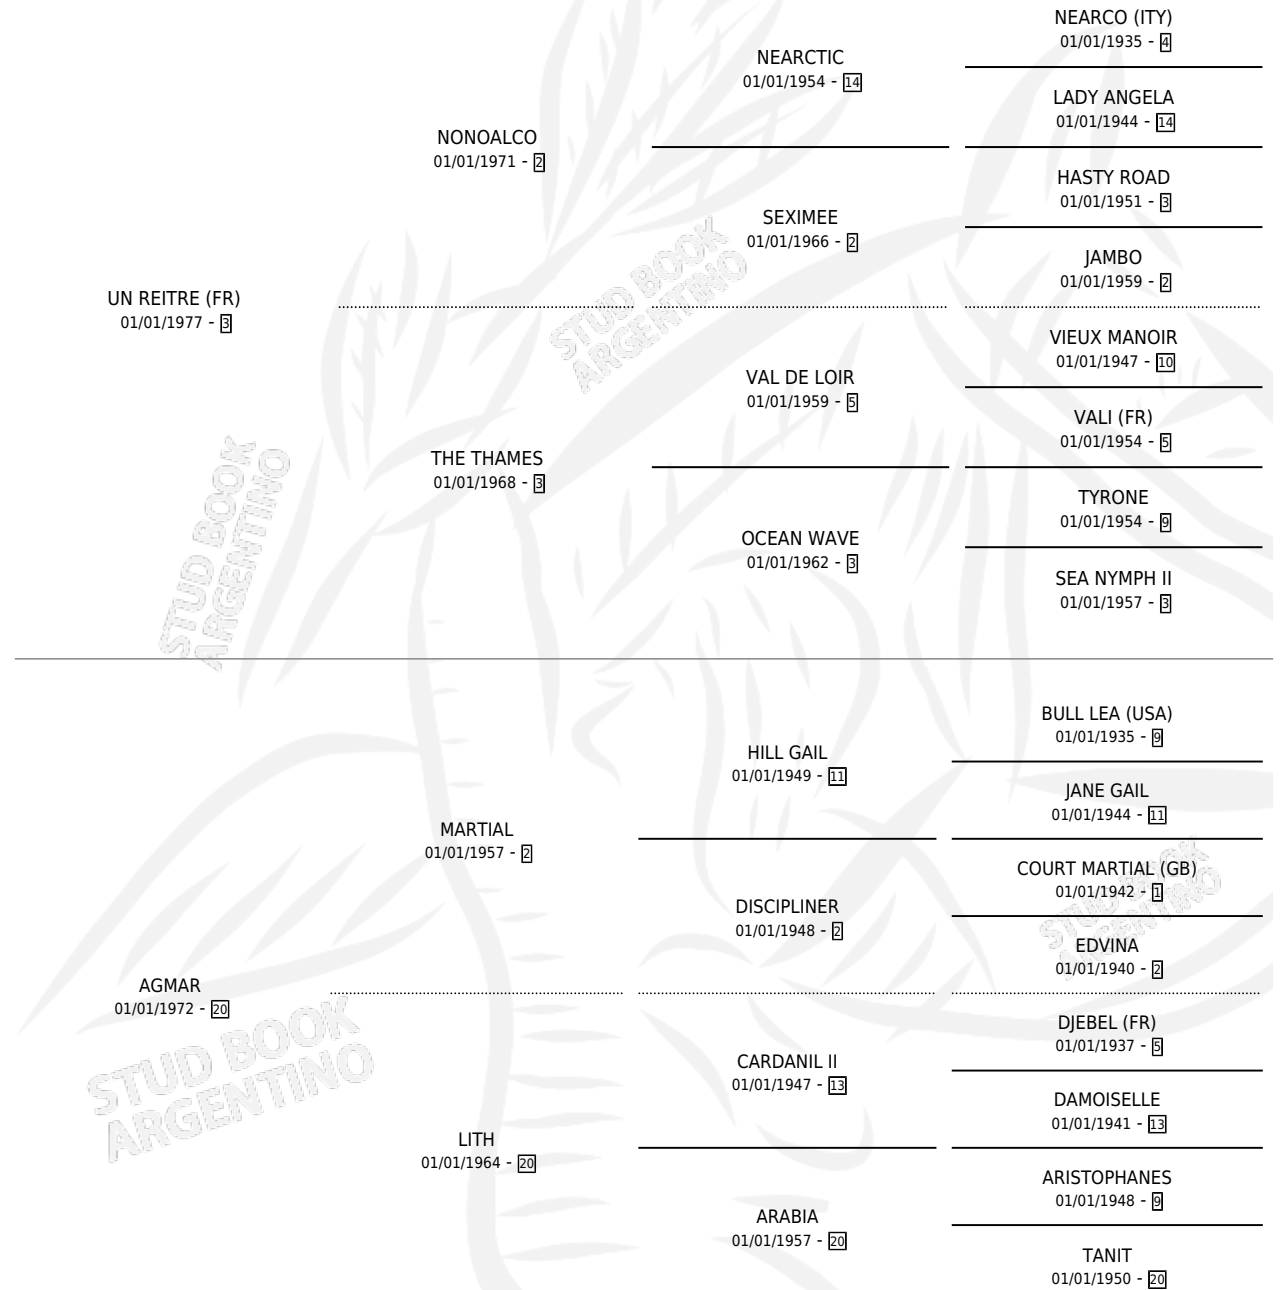 NEARCO (ITY)
01/01/1935 - 4
NEARCTIC
01/01/1954 - 14
LADY ANGELA
01/01/1944 - 14
NONOALCO
01/01/1971 - 2
HASTY ROAD
01/01/1951 - 3
SEXIMEE
01/01/1966 - 2
JAMBO
01/01/1959 - 2
UN REITRE (FR)
01/01/1977 - 3
VIEUX MANOIR
01/01/1947 - 10
VAL DE LOIR
01/01/1959 - 5
VALI (FR)
01/01/1954 - 5
THE THAMES
01/01/1968 - 3
TYRONE
01/01/1954 - 9
OCEAN WAVE
01/01/1962 - 3
SEA NYMPH II
01/01/1957 - 3
BULL LEA (USA)
01/01/1935 - 9
HILL GAIL
01/01/1949 - 11
JANE GAIL
01/01/1944 - 11
MARTIAL
01/01/1957 - 2
COURT MARTIAL (GB)
01/01/1942 - 1
DISCIPLINER
01/01/1948 - 2
EDVINA
01/01/1940 - 2
AGMAR
01/01/1972 - 20
DJEBEL (FR)
01/01/1937 - 5
CARDANIL II
01/01/1947 - 13
DAMOISELLE
01/01/1941 - 13
LITH
01/01/1964 - 20
ARISTOPHANES
01/01/1948 - 9
ARABIA
01/01/1957 - 20
TANIT
01/01/1950 - 20
STUD BOOK
ARGENTINO
STUD BOOK
ARGENTINO
STUD BOOK
ARGENTINO
STUD BOOK
ARGENTINO